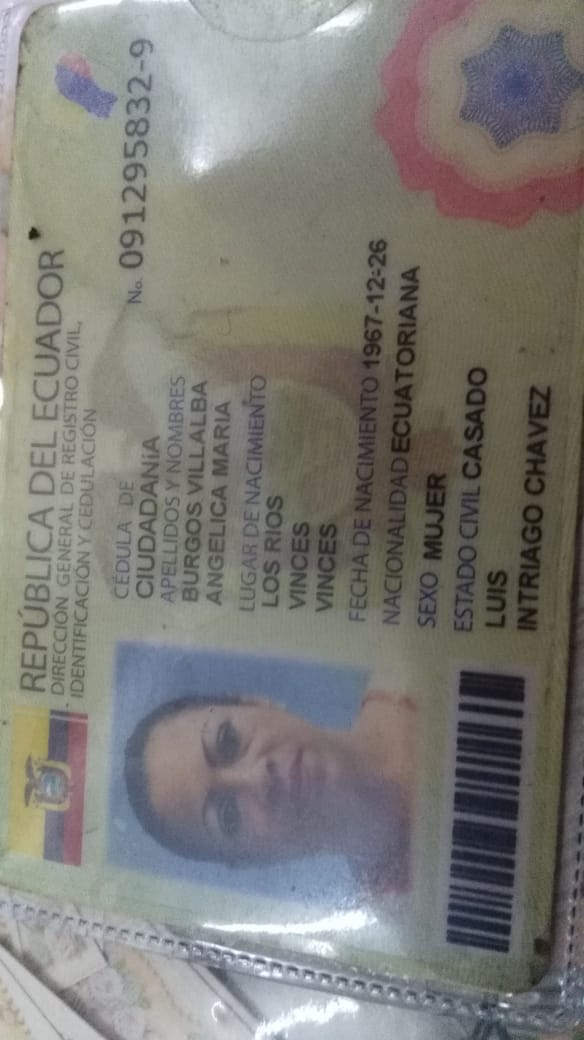 REPÚBLICA DEL ECUADOR
DIRECCIÓN GENERAL DE REGISTRO CIVIL,
IDENTIFICACIÓN Y CEDULACIÓN
CÉDULA DE
CIUDADANÍA
No. 091295832-9
APELLIDOS Y NOMBRES
BURGOS VILLALBA
ANGELICA MARIA
LUGAR DE NACIMIENTO
LOS RIOS
VINCES
VINCES
FECHA DE NACIMIENTO 1967-12-26
NACIONALIDAD ECUATORIANA
SEXO MUJER
ESTADO CIVIL CASADO
LUIS
INTRIAGO CHAVEZ